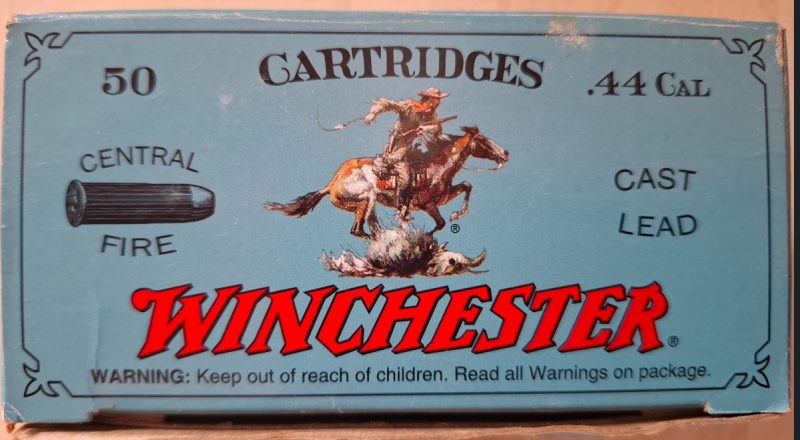 CARTRIDGES
50
.44 CAL
CENTRAL
FIRE
CAST
LEAD
®
WINCHESTER®
WARNING: Keep out of reach of children. Read all Warnings on package.